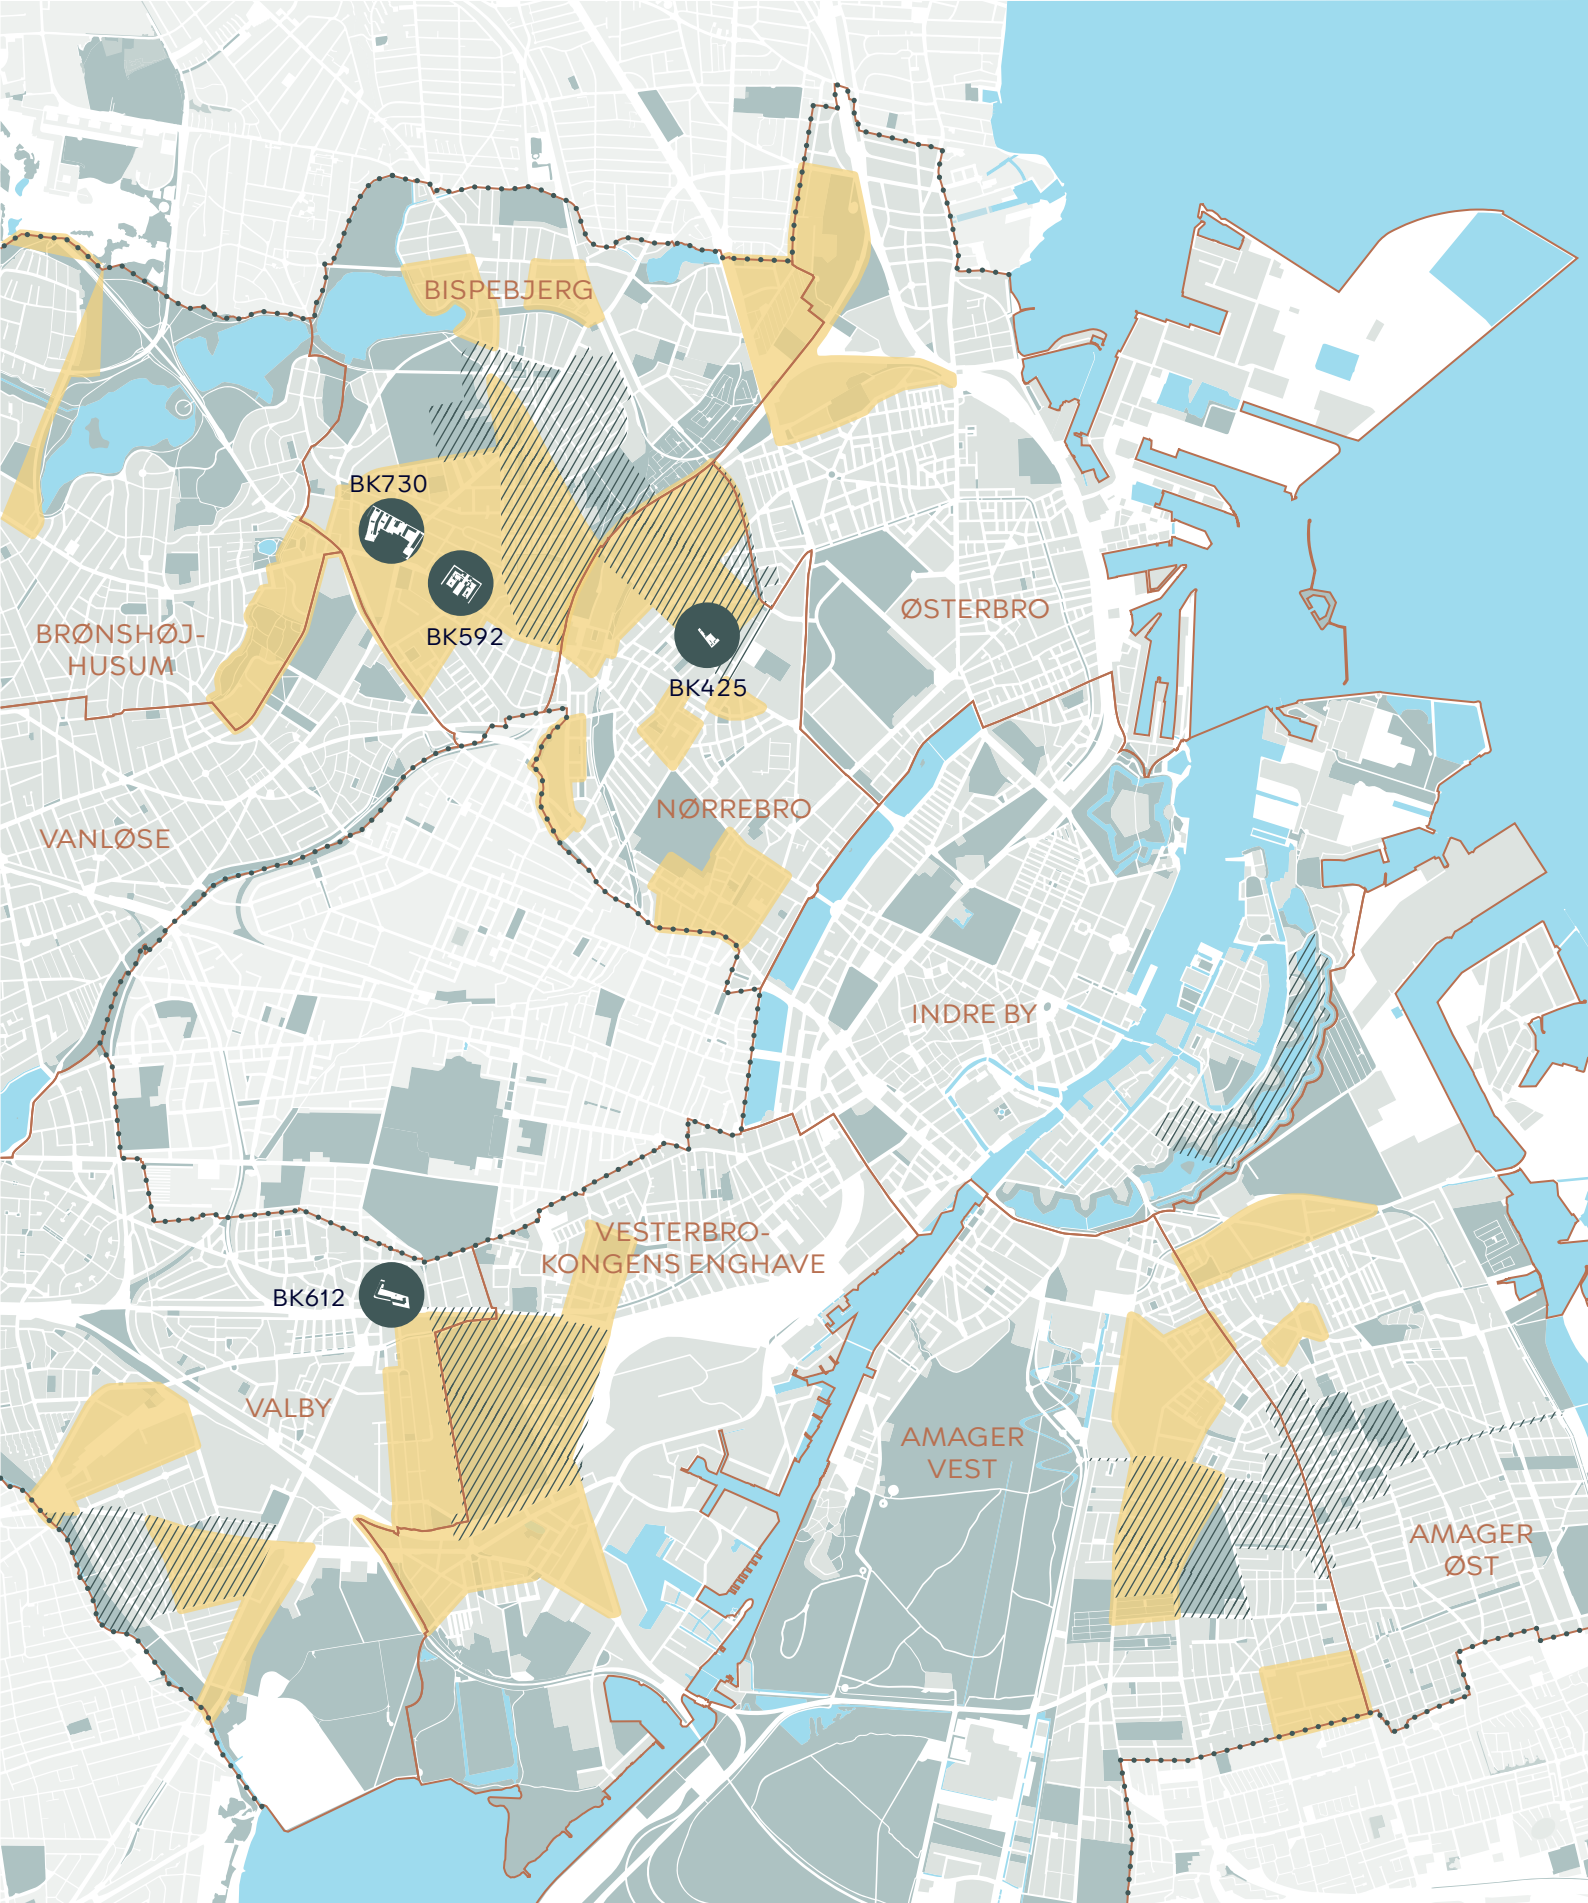 BISPEBJERG
BK730
BK592
BRØNSHØJ-
HUSUM
ØSTERBRO
BK425
NØRREBRO
VANLØSE
INDRE BY
VESTERBRO-
KONGENS ENGHAVE
BK612
VALBY
AMAGER
VEST
AMAGER
ØST